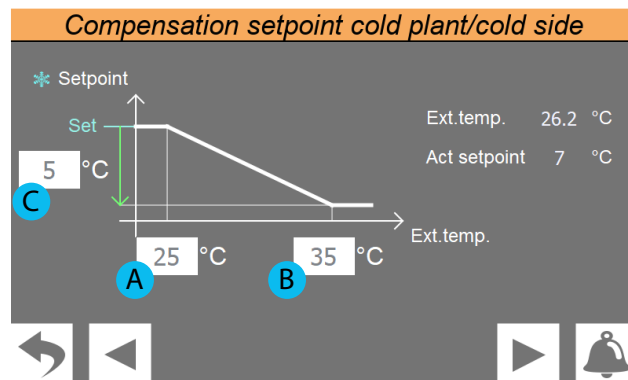 Compensation setpoint cold plant/cold side
Setpoint
Set
Ext.temp. 26.2 °C
Act setpoint 7 °C
5 °C
C
Ext.temp.
25 °C
35 °C
A
B